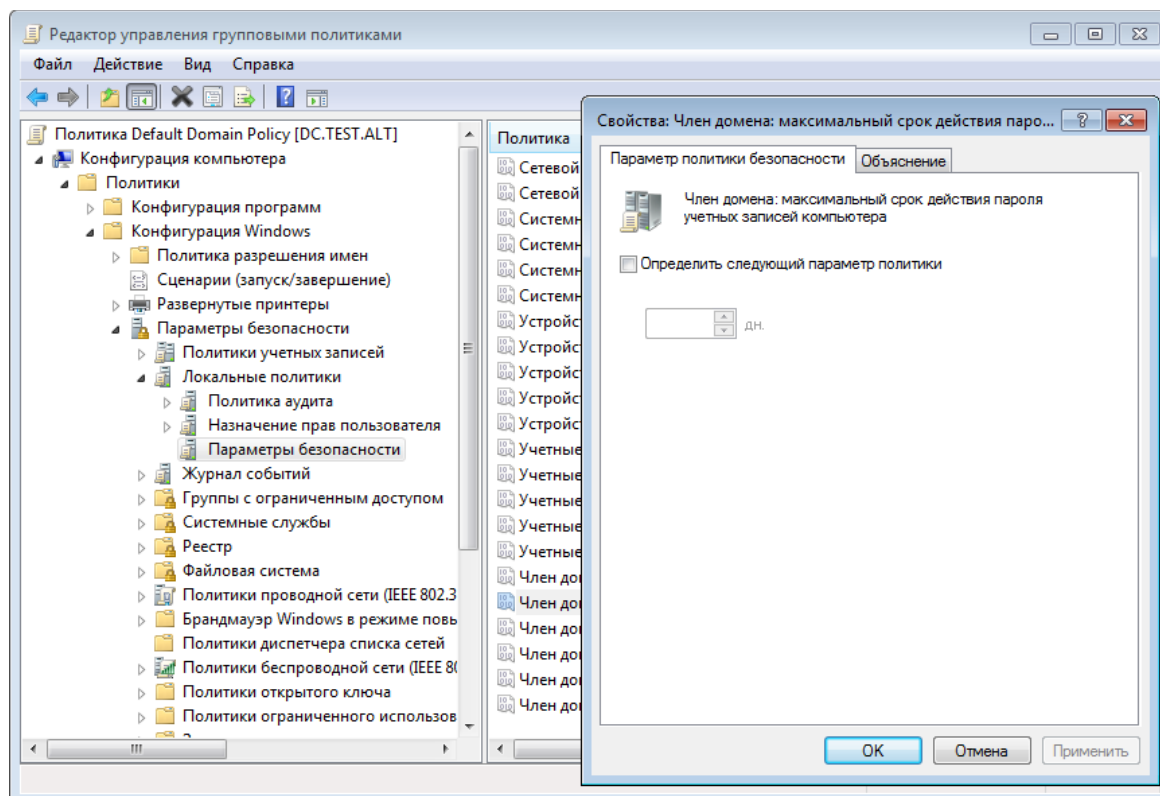 Редактор управления групповыми политиками
Файл Действие Вид Справка
Политика Default Domain Policy [DC.TEST.ALT]
Конфигурация компьютера
Политики
Конфигурация программ
Конфигурация Windows
Политика разрешения имен
Сценарии (запуск/завершение)
Развернутые принтеры
Параметры безопасности
Политики учетных записей
Локальные политики
Политика аудита
Назначение прав пользователя
Параметры безопасности
Журнал событий
Группы с ограниченным доступом
Системные службы
Реестр
Файловая система
Политики проводной сети (IEEE 802.3
Брандмауэр Windows в режиме повы
Политики диспетчера списка сетей
Политики беспроводной сети (IEEE 80
Политики открытого ключа
Политики ограниченного использов
Политика
Сетевой
Сетевой
Системн
Системн
Системн
Системн
Устройс
Устройс
Устройс
Устройс
Устройс
Учетные
Учетные
Учетные
Учетные
Учетные
Член до
Член до
Член до
Член до
Член до
Член до
Свойства: Член домена: максимальный срок действия паро...
Параметр политики безопасности Объяснение
Член домена: максимальный срок действия пароля
учетных записей компьютера
Определить следующий параметр политики
дн.
OK Отмена Применить